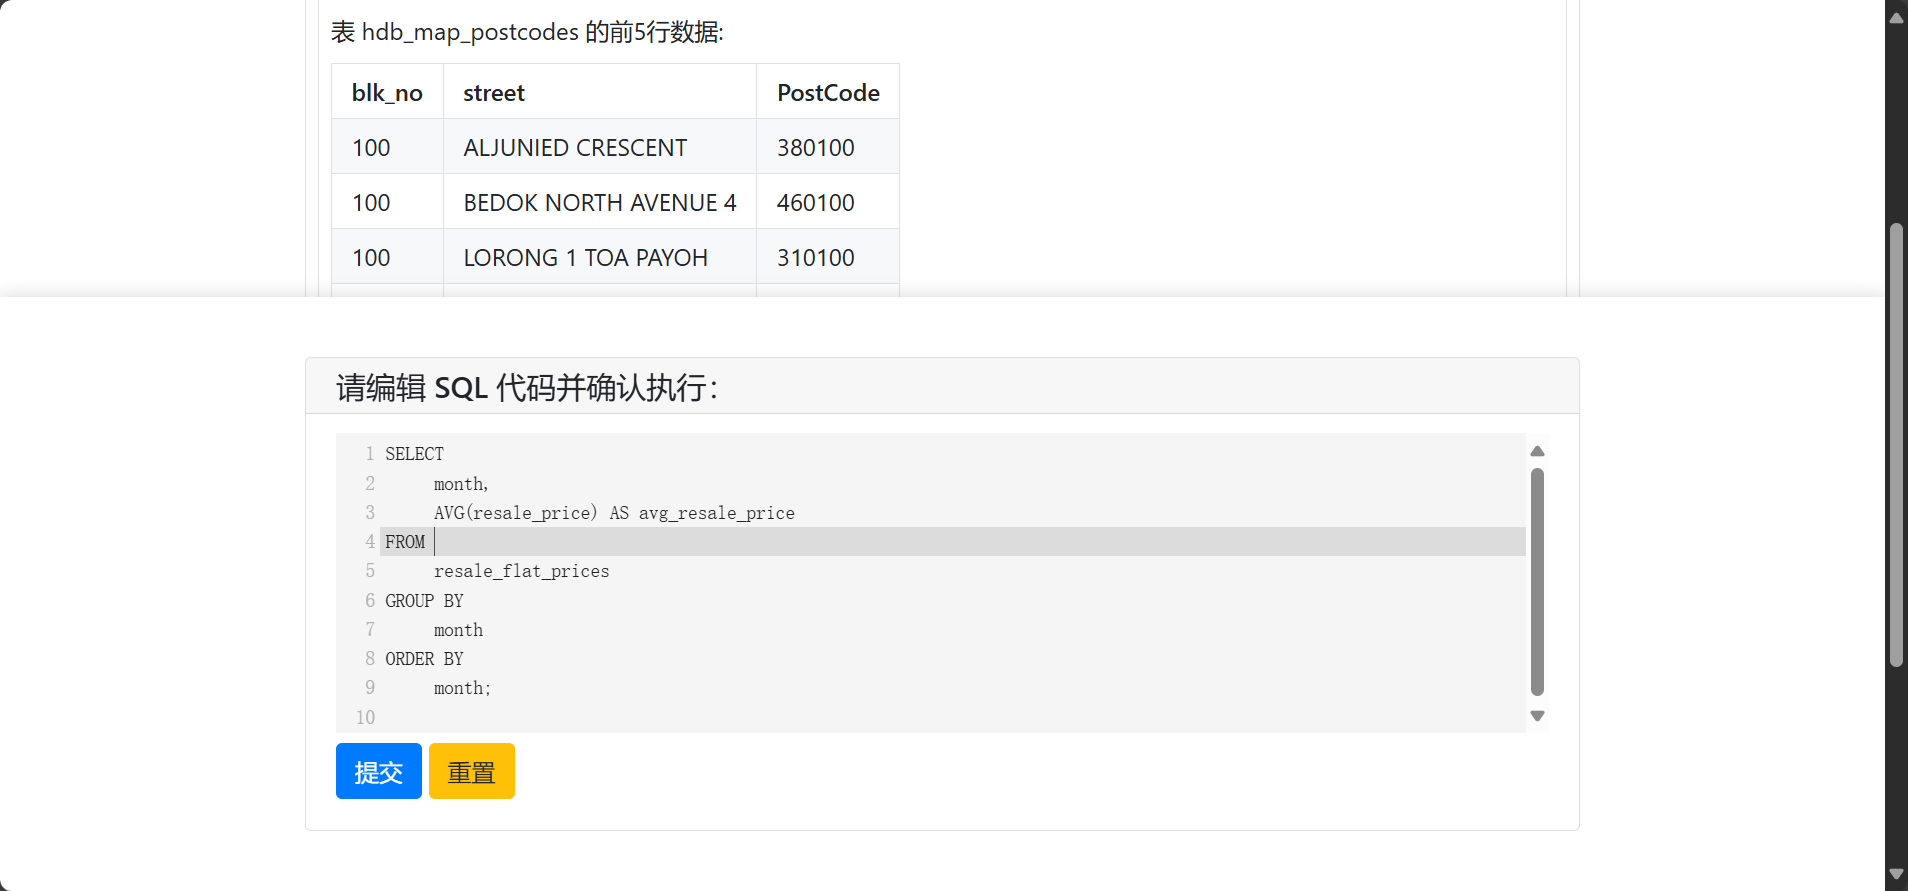 表 hdb_map_postcodes 的前5行数据:
blk_no street PostCode
100 ALJUNIED CRESCENT 380100
100 BEDOK NORTH AVENUE 4 460100
100 LORONG 1 TOA PAYOH 310100
请编辑 SQL 代码并确认执行：
1 SELECT
2 month,
3 AVG(resale_price) AS avg_resale_price
4 FROM
5 resale_flat_prices
6 GROUP BY
7 month
8 ORDER BY
9 month;
10
提交 重置